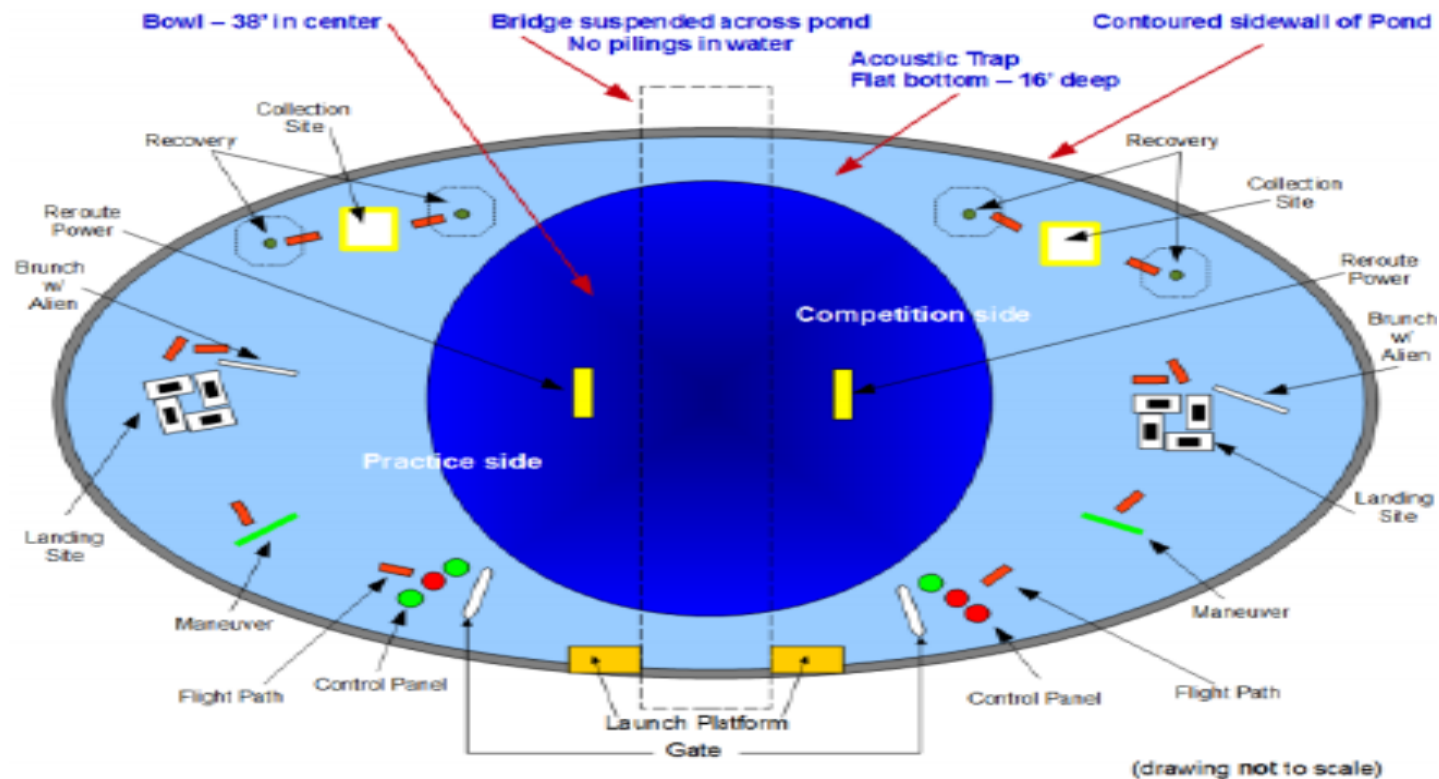 Bowl – 38' in center
Bridge suspended across pond
No pilings in water
Contoured sidewall of Pond
Acoustic Trap
Flat bottom – 16' deep
Collection
Site
Recovery
Reroute
Power
Brunch
w/
Alien
Recovery
Collection
Site
Reroute
Power
Brunch
w/
Alien
Competition side
Practice side
Landing
Site
Landing
Site
Maneuver
Maneuver
Flight Path
Control Panel
Control Panel
Flight Path
Launch Platform
Gate
(drawing not to scale)